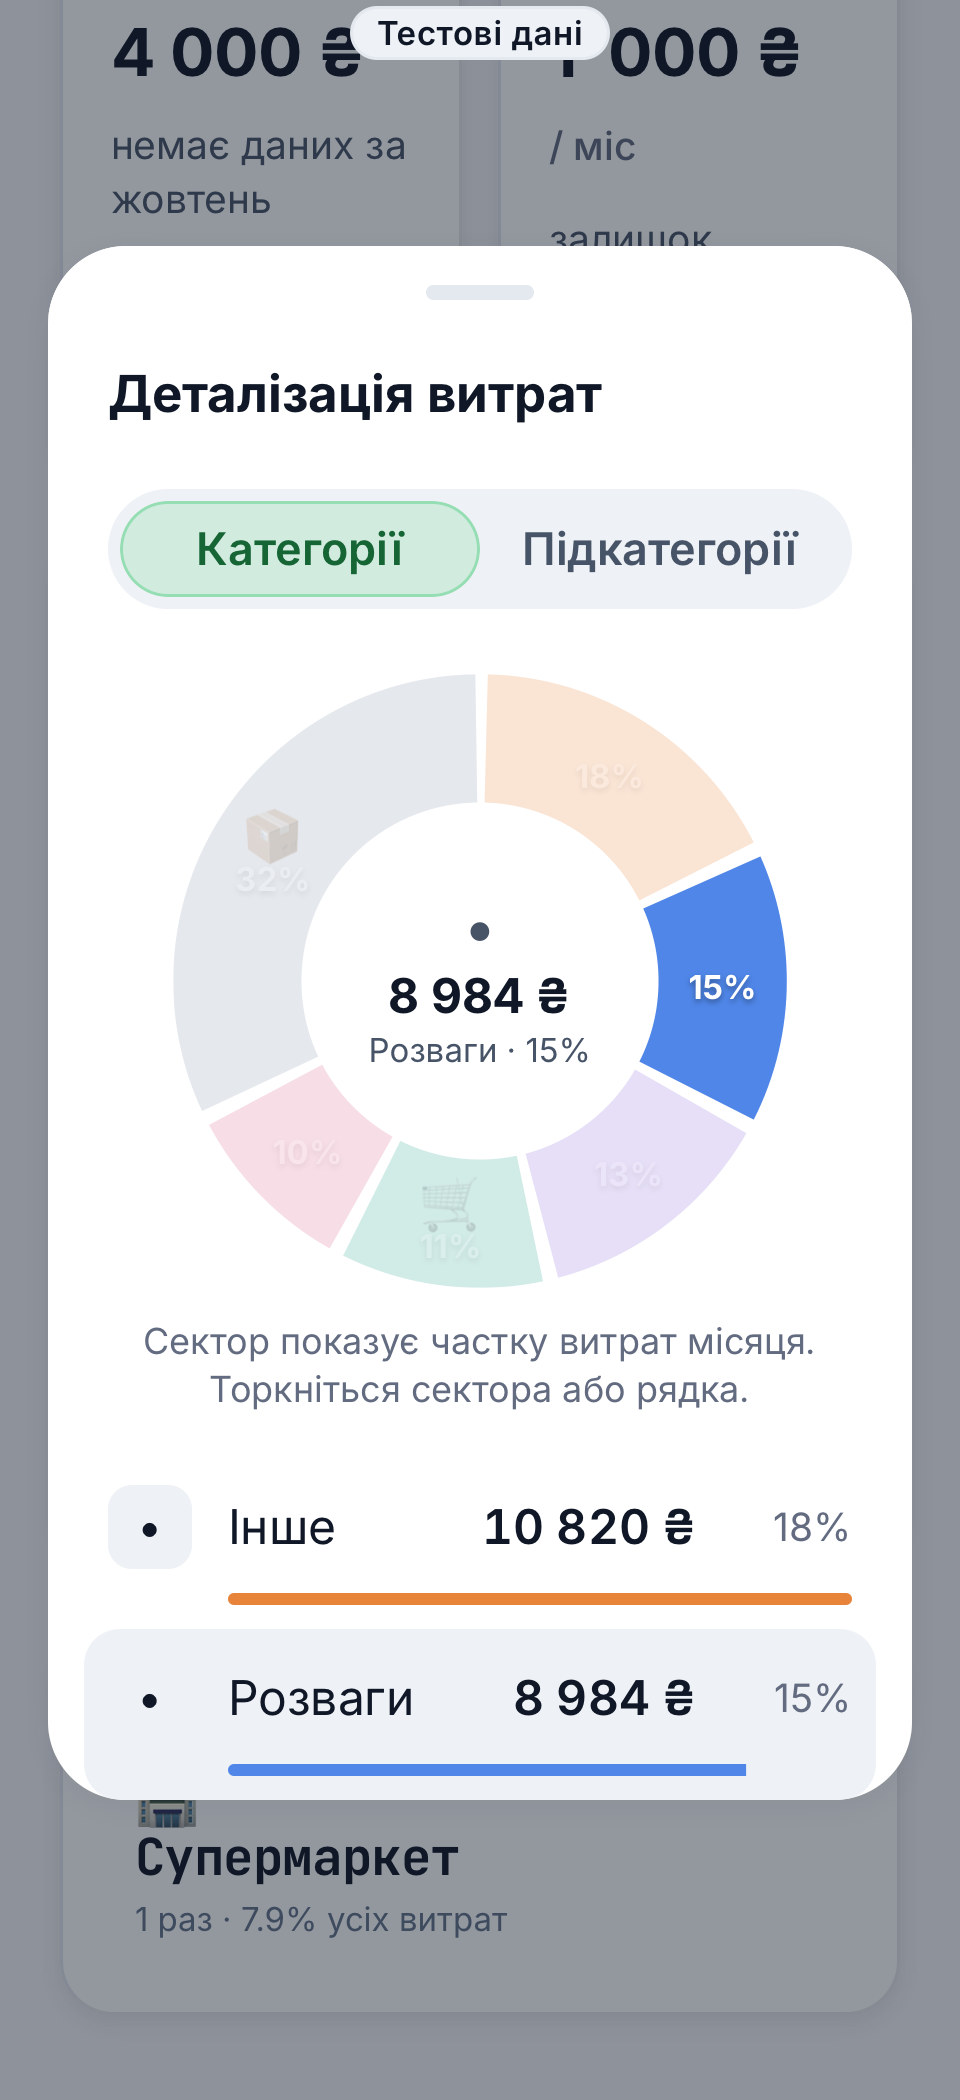 Тестові дані
4 000 ₴
1 000 ₴
немає даних за
жовтень
/ міс
залишок
Деталізація витрат
Категорії
Підкатегорії
18%
32%
15%
8 984 ₴
Розваги · 15%
10%
13%
11%
Сектор показує частку витрат місяця.
Торкніться сектора або рядка.
• Інше 10 820 ₴ 18%
• Розваги 8 984 ₴ 15%
Супермаркет
1 раз · 7.9% усіх витрат